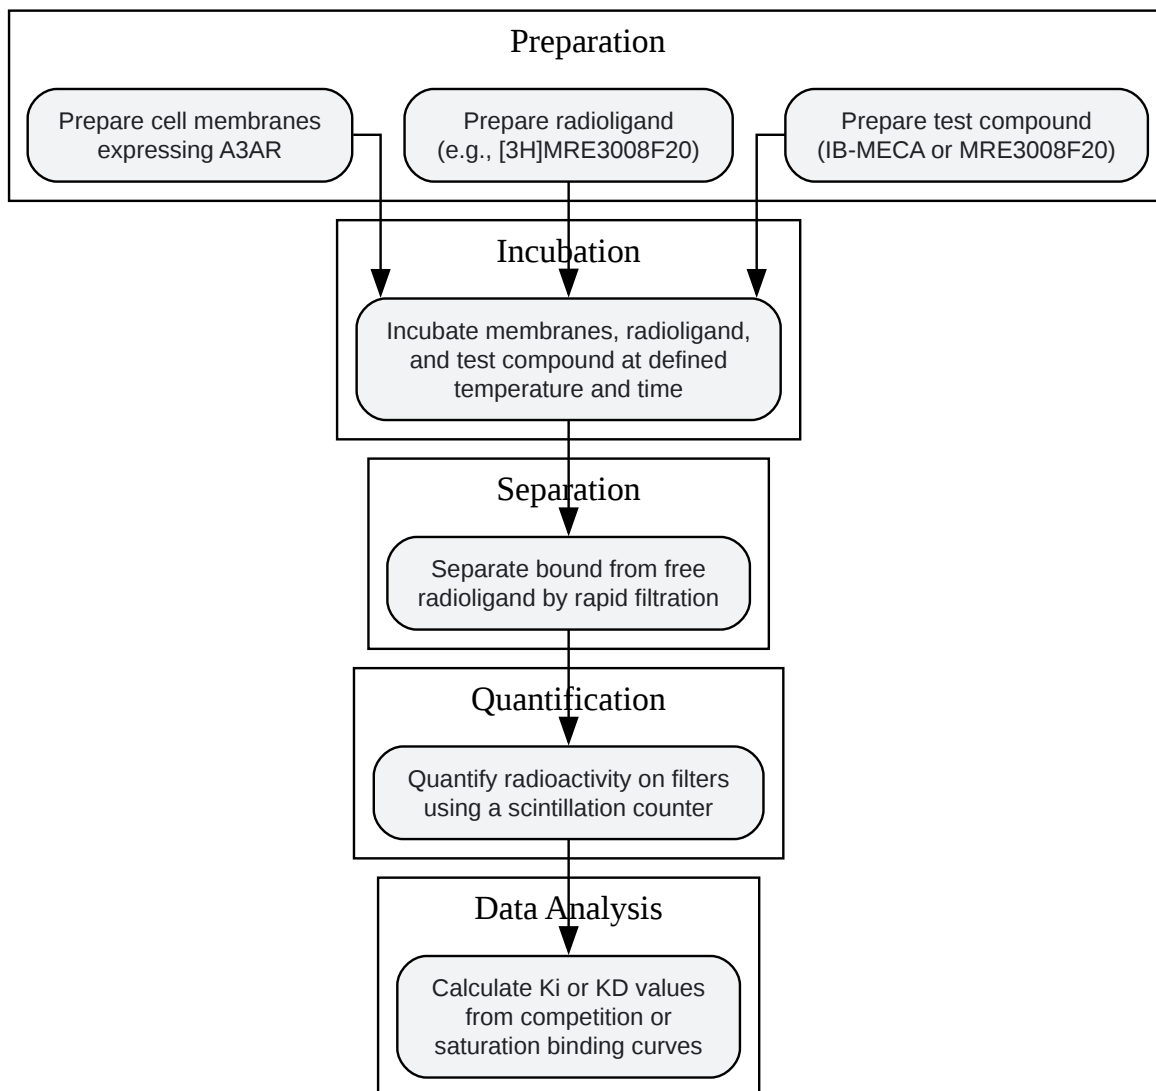 Preparation
Prepare cell membranes
expressing A3AR
Prepare radioligand
(e.g., [3H]MRE3008F20)
Prepare test compound
(IB-MECA or MRE3008F20)
Incubation
Incubate membranes, radioligand,
and test compound at defined
temperature and time
Separation
Separate bound from free
radioligand by rapid filtration
Quantification
Quantify radioactivity on filters
using a scintillation counter
Data Analysis
Calculate Ki or KD values
from competition or
saturation binding curves